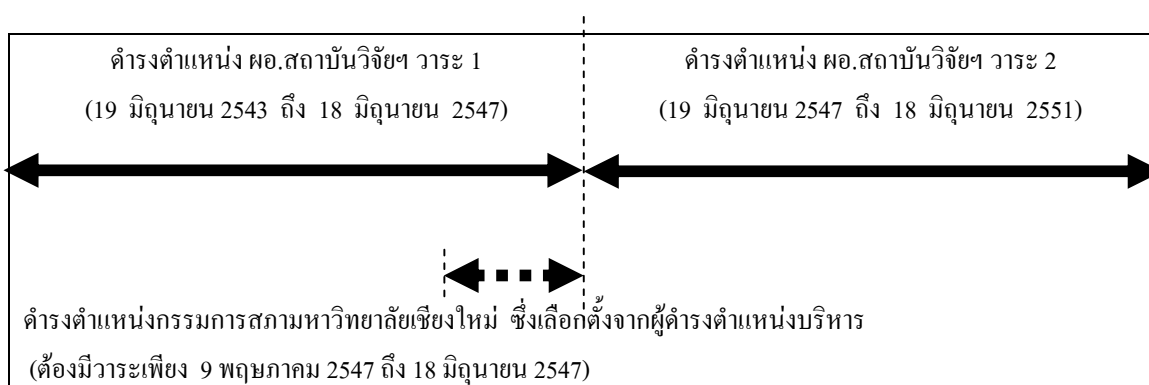 ดำรงตำแหน่ง ผอ.สถาบันวิจัยฯ วาระ 1
(19 มิถุนายน 2543 ถึง 18 มิถุนายน 2547)
ดำรงตำแหน่ง ผอ.สถาบันวิจัยฯ วาระ 2
(19 มิถุนายน 2547 ถึง 18 มิถุนายน 2551)
ดำรงตำแหน่งกรรมการสภามหาวิทยาลัยเชียงใหม่ ซึ่งเลือกตั้งจากผู้ดำรงตำแหน่งบริหาร
(ต้องมีวาระเพียง 9 พฤษภาคม 2547 ถึง 18 มิถุนายน 2547)